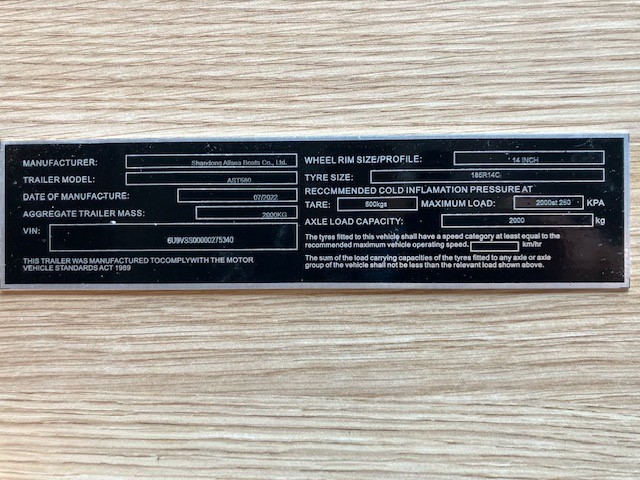 MANUFACTURER: Shandong Allsea Boats Co., Ltd.
TRAILER MODEL: AST560
DATE OF MANUFACTURE: 07/2022
AGGREGATE TRAILER MASS: 2000KG
VIN: 6U9VSS00000275340
THIS TRAILER WAS MANUFACTURED TOCOMPLYWITH THE MOTOR
VEHICLE STANDARDS ACT 1989
WHEEL RIM SIZE/PROFILE: 14 INCH
TYRE SIZE: 185R14C
RECOMMENDED COLD INFLAMATION PRESSURE AT
TARE: 500kgs MAXIMUM LOAD: 2000at 250 KPA
AXLE LOAD CAPACITY: 2000 kg
The tyres fitted to this vehicle shall have a speed category at least equal to the
recommended maximum vehicle operating speed. km/hr
The sum of the load carrying capacities of the tyres fitted to any axle or axle
group of the vehicle shall not be less than the relevant load shown above.